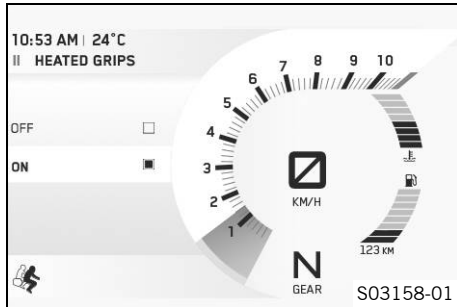 10:53 AM | 24°C
II HEATED GRIPS
OFF
ON
1
2
3
4
5
6
7
8
9
10
0
KM/H
N
GEAR
123 KM
S03158-01